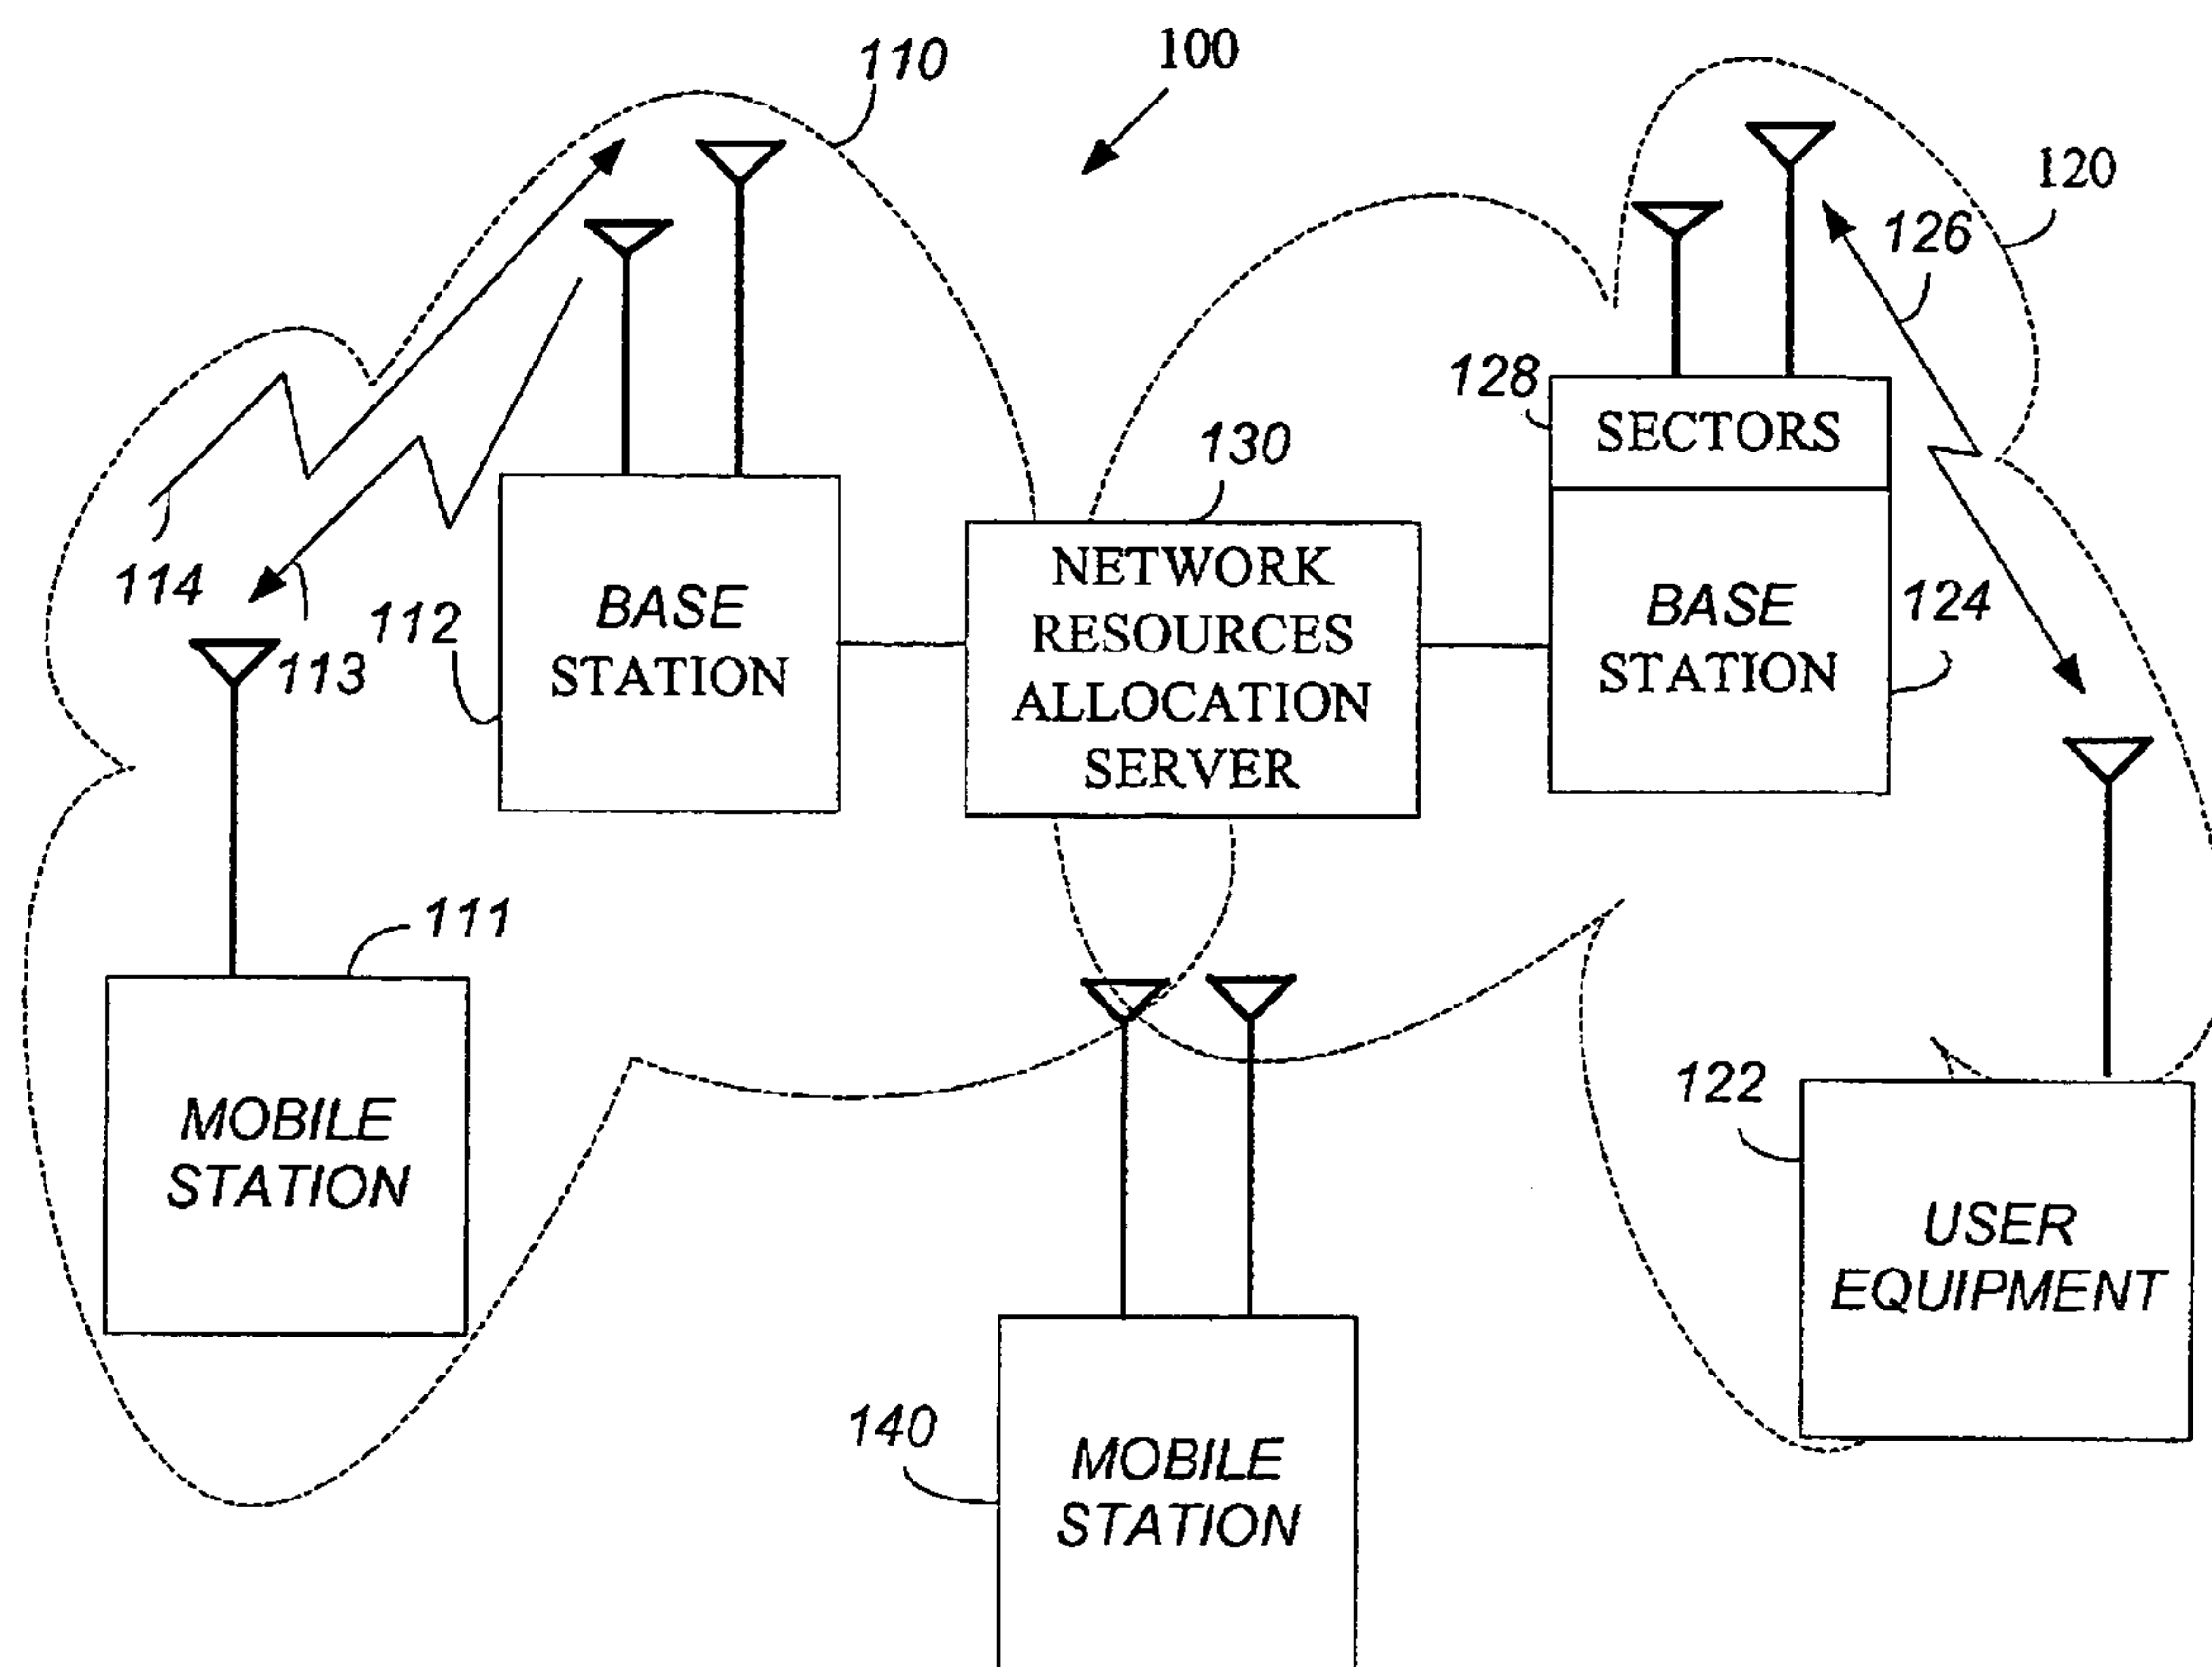 100
110
120
126
128
SECTORS
130
NETWORK
RESOURCES
ALLOCATION
SERVER
114
113
112
BASE
STATION
BASE
STATION
124
111
MOBILE
STATION
122
USER
EQUIPMENT
140
MOBILE
STATION